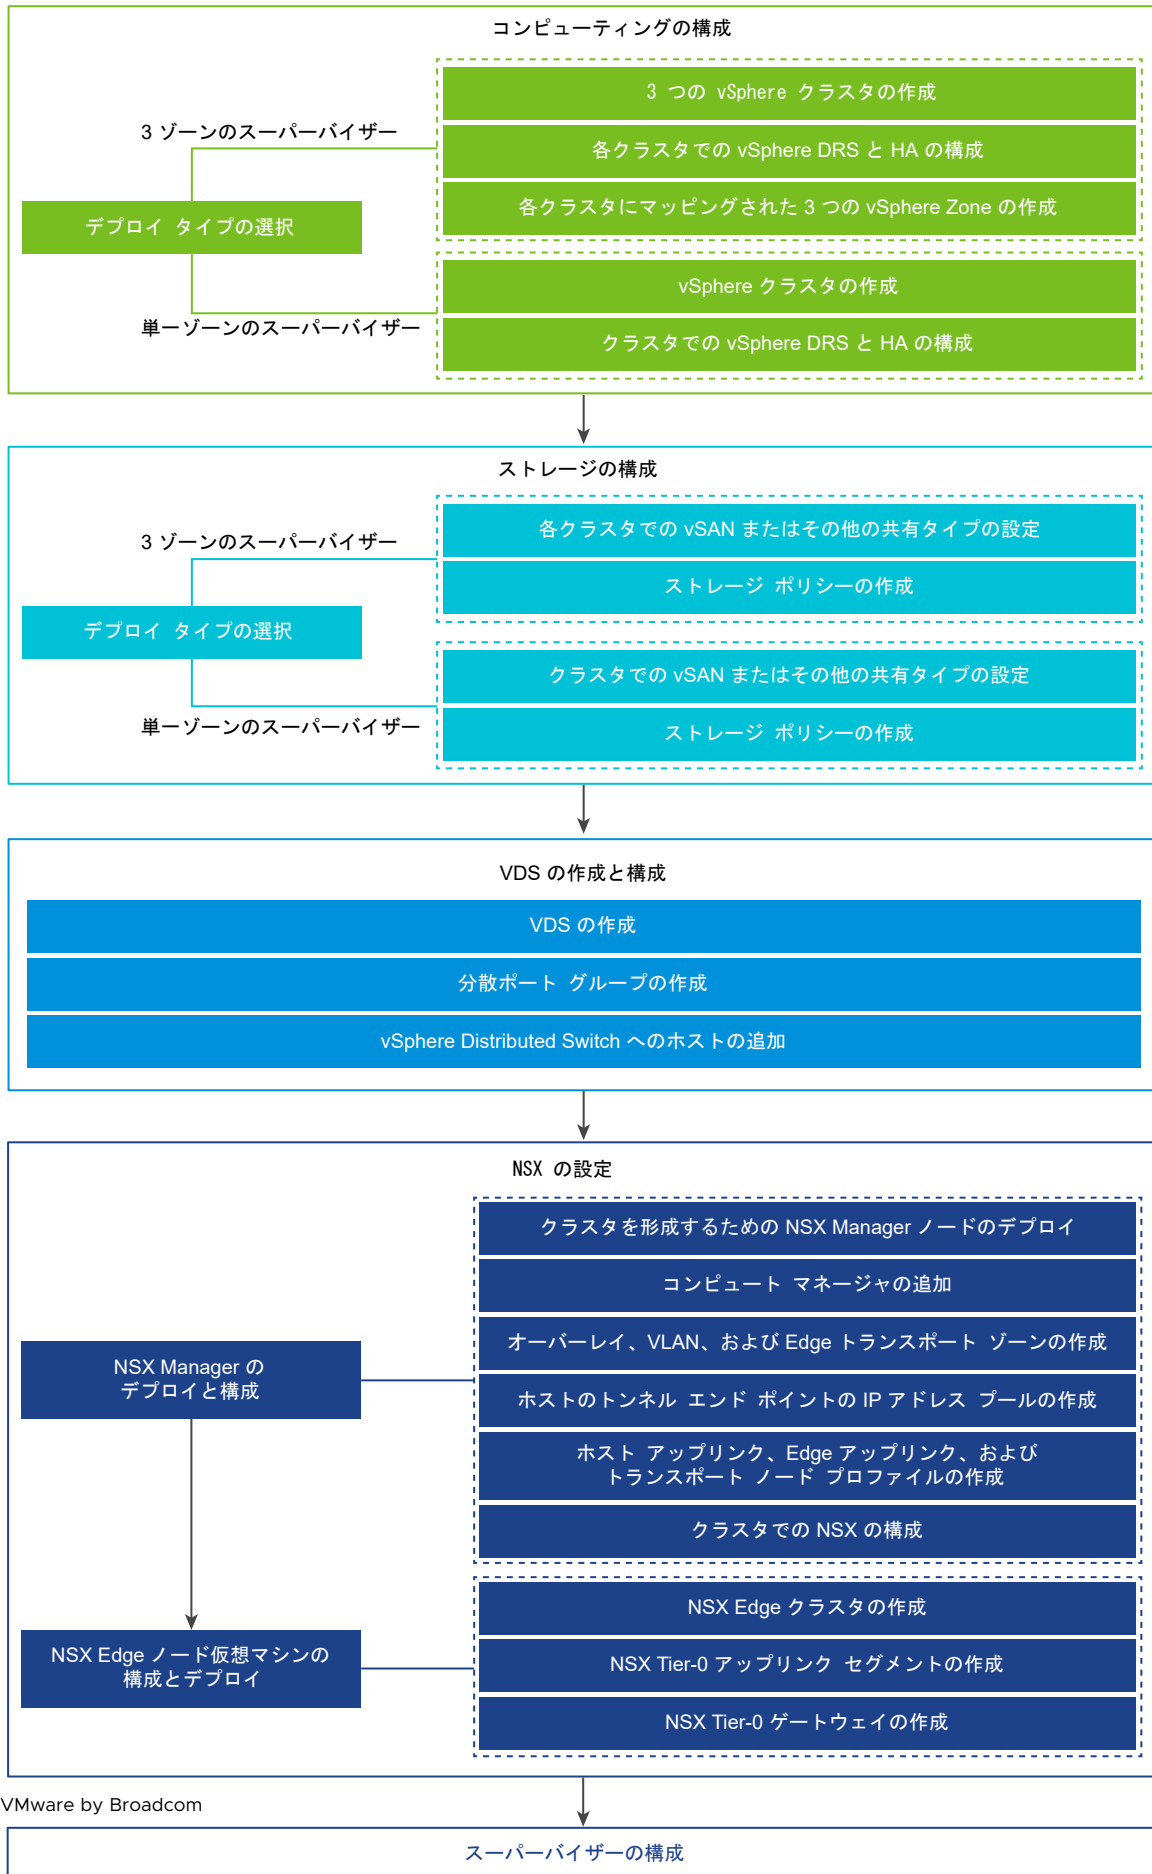 コンピューティングの構成
3 ゾーンのスーパーバイザー
デプロイ タイプの選択
単一ゾーンのスーパーバイザー
3 つの vSphere クラスタの作成
各クラスタでの vSphere DRS と HA の構成
各クラスタにマッピングされた 3 つの vSphere Zone の作成
vSphere クラスタの作成
クラスタでの vSphere DRS と HA の構成
ストレージの構成
3 ゾーンのスーパーバイザー
デプロイ タイプの選択
単一ゾーンのスーパーバイザー
各クラスタでの vSAN またはその他の共有タイプの設定
ストレージ ポリシーの作成
クラスタでの vSAN またはその他の共有タイプの設定
ストレージ ポリシーの作成
VDS の作成と構成
VDS の作成
分散ポート グループの作成
vSphere Distributed Switch へのホストの追加
NSX の設定
NSX Manager の
デプロイと構成
クラスタを形成するための NSX Manager ノードのデプロイ
コンピュート マネージャの追加
オーバーレイ、VLAN、および Edge トランスポート ゾーンの作成
ホストのトンネル エンド ポイントの IP アドレス プールの作成
ホスト アップリンク、Edge アップリンク、および
トランスポート ノード プロファイルの作成
クラスタでの NSX の構成
NSX Edge ノード仮想マシンの
構成とデプロイ
NSX Edge クラスタの作成
NSX Tier-0 アップリンク セグメントの作成
NSX Tier-0 ゲートウェイの作成
VMware by Broadcom
スーパーバイザーの構成